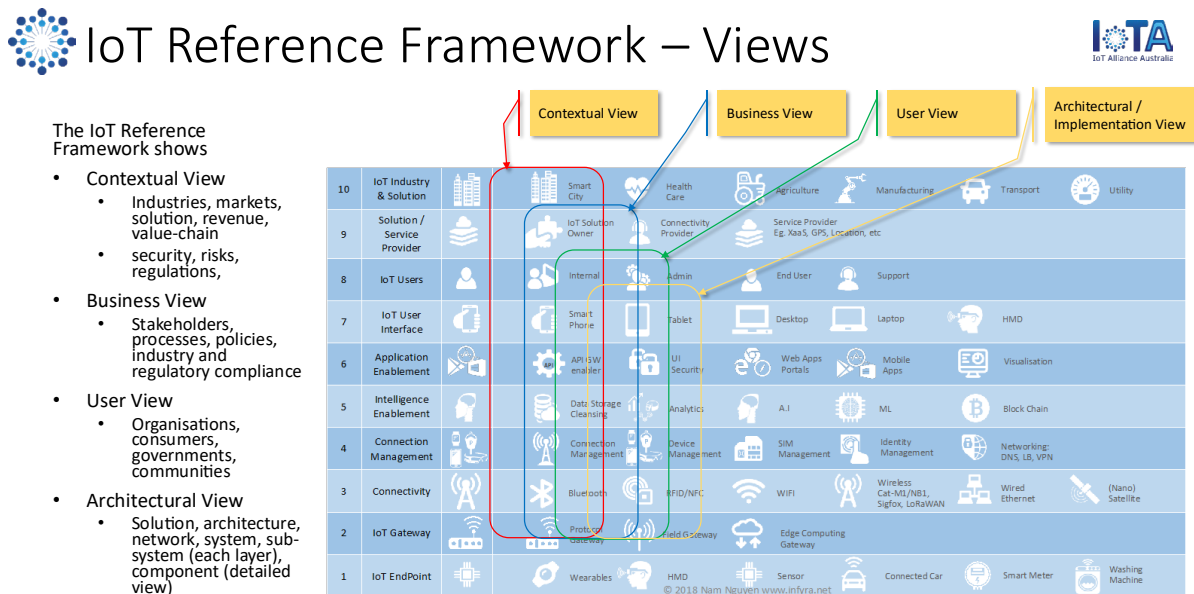 IoT Reference Framework – Views
IoTA
IoT Alliance Australia
Contextual View
Business View
User View
Architectural /
Implementation View
The IoT Reference
Framework shows
• Contextual View
• Industries, markets,
solution, revenue,
value-chain
• security, risks,
regulations,
• Business View
• Stakeholders,
processes, policies,
industry and
regulatory compliance
• User View
• Organisations,
consumers,
governments,
communities
• Architectural View
• Solution, architecture,
network, system, sub-
system (each layer),
component (detailed
view)
10
IoT Industry
& Solution
Smart
City
Health
Care
Agriculture
Manufacturing
Transport
Utility
9
Solution /
Service
Provider
IoT Solution
Owner
Connectivity
Provider
Service Provider
Eg. XaaS, GPS, Location, etc
8
IoT Users
Internal
Admin
End User
Support
7
IoT User
Interface
Smart
Phone
Tablet
Desktop
Laptop
HMD
6
Application
Enablement
API
API GW
enabler
UI
Security
Web Apps
Portals
Mobile
Apps
Visualisation
5
Intelligence
Enablement
Data Storage
Cleansing
Analytics
A.I
ML
Block Chain
4
Connection
Management
Connection
Management
Device
Management
SIM
Management
Identity
Management
Networking:
DNS, LB, VPN
3
Connectivity
Bluetooth
RFID/NFC
WIFI
Wireless
Cat-M1/NB1,
Sigfox, LoRaWAN
Wired
Ethernet
(Nano)
Satellite
2
IoT Gateway
Protocol
Gateway
Field Gateway
Edge Computing
Gateway
1
IoT EndPoint
Wearables
HMD
Sensor
Connected Car
Smart Meter
Washing
Machine
© 2018 Nam Nguyen www.infyra.net